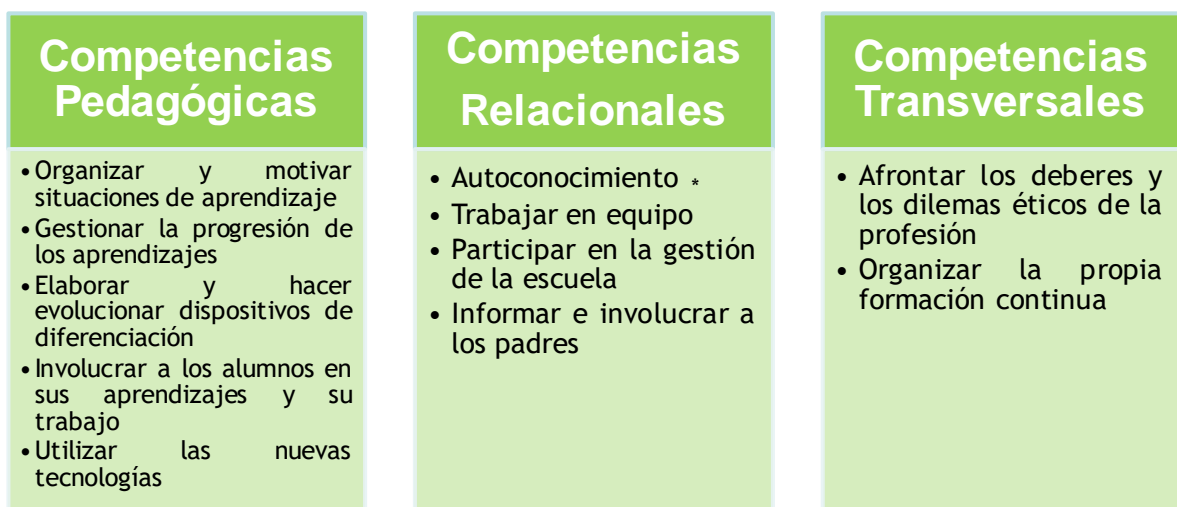 Competencias
Pedagógicas
• Organizar y motivar
situaciones de aprendizaje
• Gestionar la progresión de
los aprendizajes
• Elaborar y hacer
evolucionar dispositivos de
diferenciación
• Involucrar a los alumnos en
sus aprendizajes y su
trabajo
• Utilizar las nuevas
tecnologías
Competencias
Relacionales
• Autoconocimiento *
• Trabajar en equipo
• Participar en la gestión
de la escuela
• Informar e involucrar a
los padres
Competencias
Transversales
• Afrontar los deberes y
los dilemas éticos de la
profesión
• Organizar la propia
formación continua